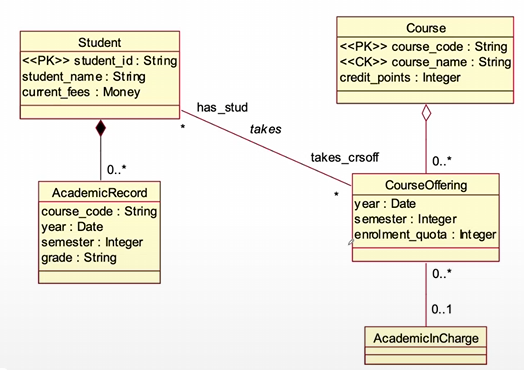 Student
<<PK>> student_id : String
student_name : String
current_fees : Money
Course
<<PK>> course_code : String
<<CK>> course_name : String
credit_points : Integer
has_stud
*
takes
takes_crsoff
*
0..*
0..*
AcademicRecord
course_code : String
year : Date
semester : Integer
grade : String
CourseOffering
year : Date
semester : Integer
enrolment_quota : Integer
0..*
0..1
AcademicInCharge